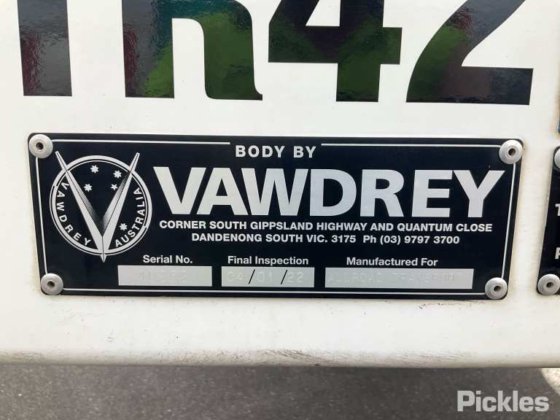 TR42
BODY BY
VAWDREY
VAWDREY AUSTRALIA
CORNER SOUTH GIPPSLAND HIGHWAY AND QUANTUM CLOSE
DANDENONG SOUTH VIC. 3175 Ph (03) 9797 3700
Serial No. Final Inspection Manufactured For
Pickles